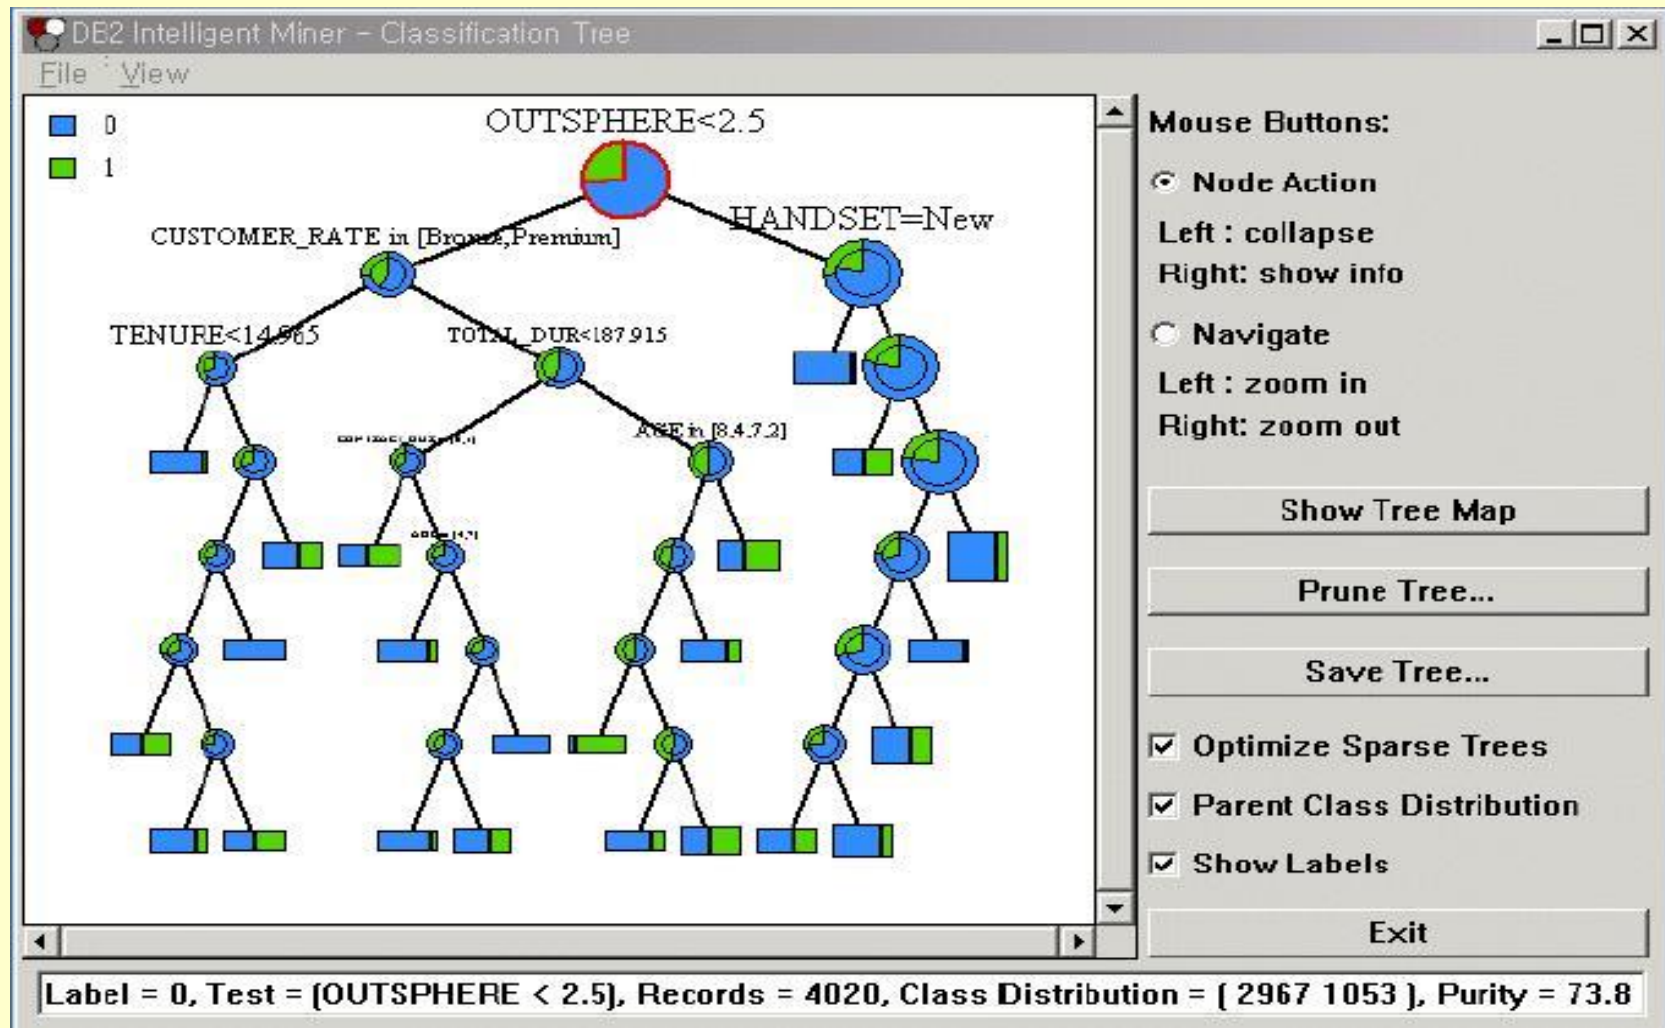 DB2 Intelligent Miner – Classification Tree
File View
0
1
OUTSPHERE<2.5
HANDSET=New
CUSTOMER_RATE in [Bronze,Premium]
TENURE<14.965
TOTAL_DUR<187.915
AGE in [8,4,7,2]
Mouse Buttons:
Node Action
Left : collapse
Right: show info
Navigate
Left : zoom in
Right: zoom out
Show Tree Map
Prune Tree...
Save Tree...
Optimize Sparse Trees
Parent Class Distribution
Show Labels
Exit
Label = 0, Test = (OUTSPHERE < 2.5), Records = 4020, Class Distribution = ( 2967 1053 ), Purity = 73.8